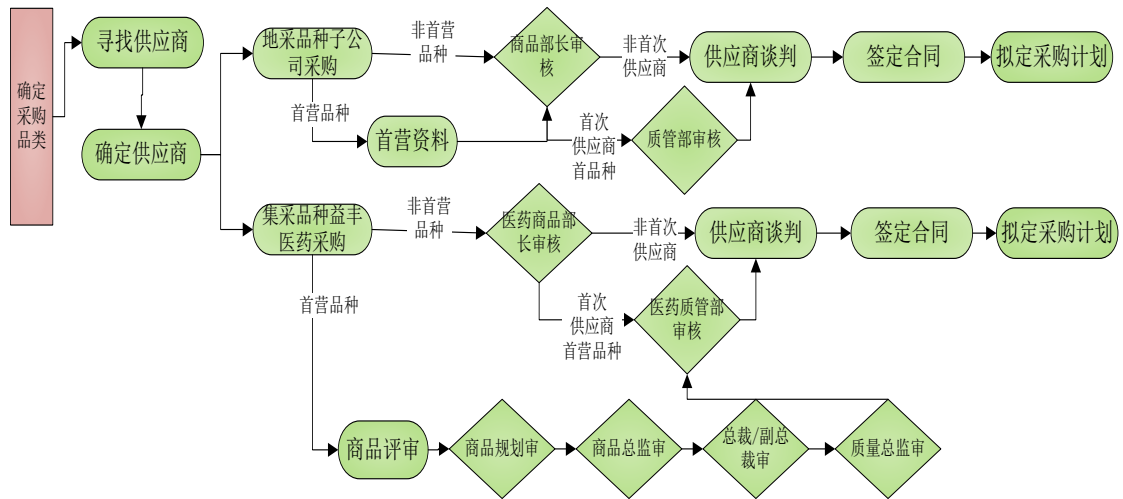 确定
采购
品类
寻找供应商
确定供应商
地采品种子公
司采购
非首营
品种
商品部长审
核
非首次
供应商
供应商谈判
签定合同
拟定采购计划
首营品种
首营资料
首次
供应商
首品种
质管部审核
集采品种益丰
医药采购
非首营
品种
医药商品部
长审核
非首次
供应商
供应商谈判
签定合同
拟定采购计划
首营品种
首次
供应商
首营品种
医药质管部
审核
商品评审
商品规划审
商品总监审
总裁/副总
裁审
质量总监审